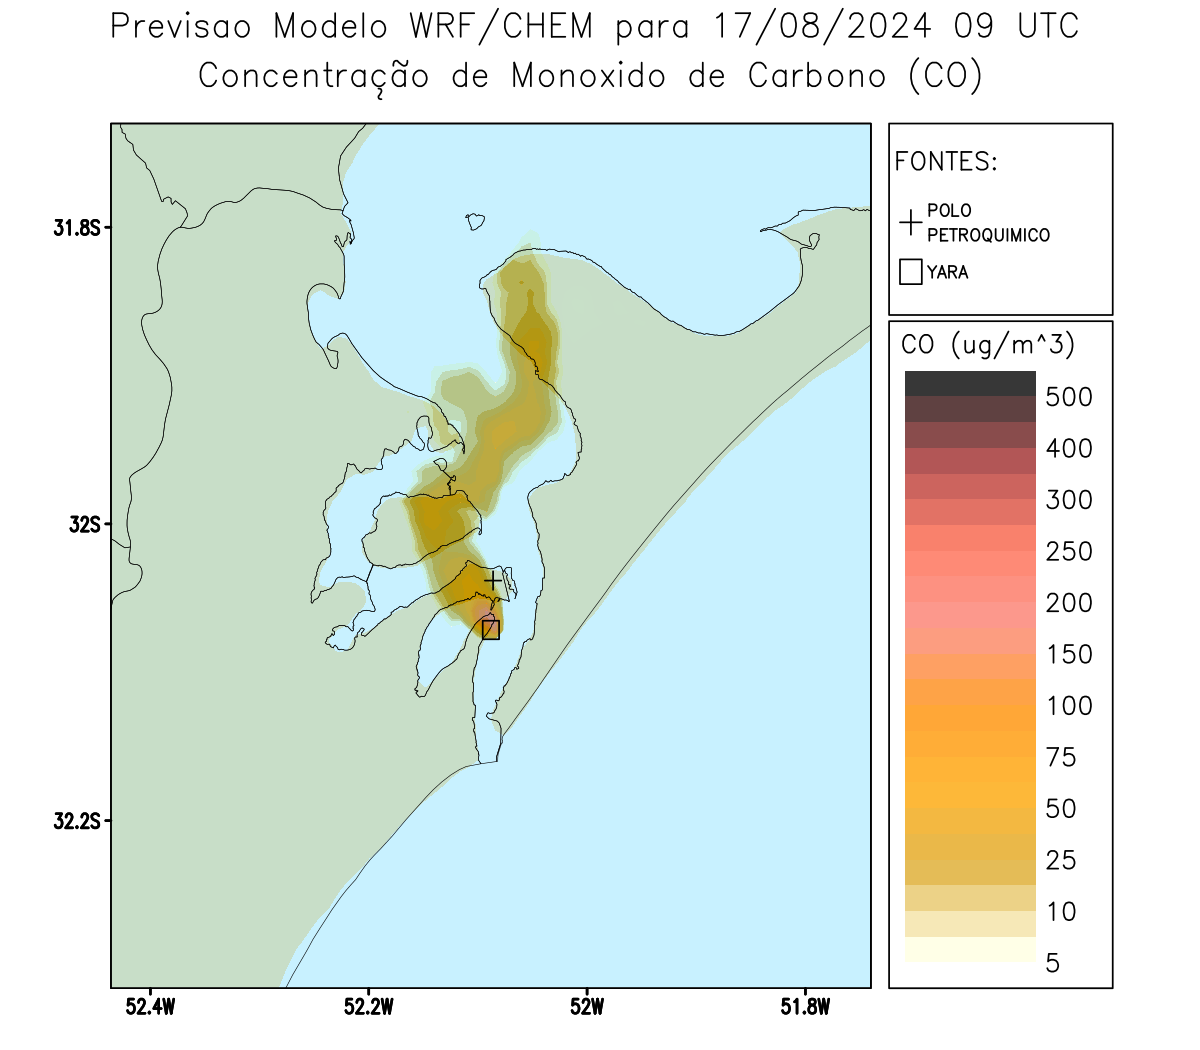 Previsao Modelo WRF/CHEM para 17/08/2024 09 UTC
Concentração de Monoxido de Carbono (CO)
FONTES:
POLO
PETROQUIMICO
YARA
CO (ug/m^3)
500
400
300
250
200
150
100
75
50
25
10
5
31.8S
32S
32.2S
52.4W
52.2W
52W
51.8W